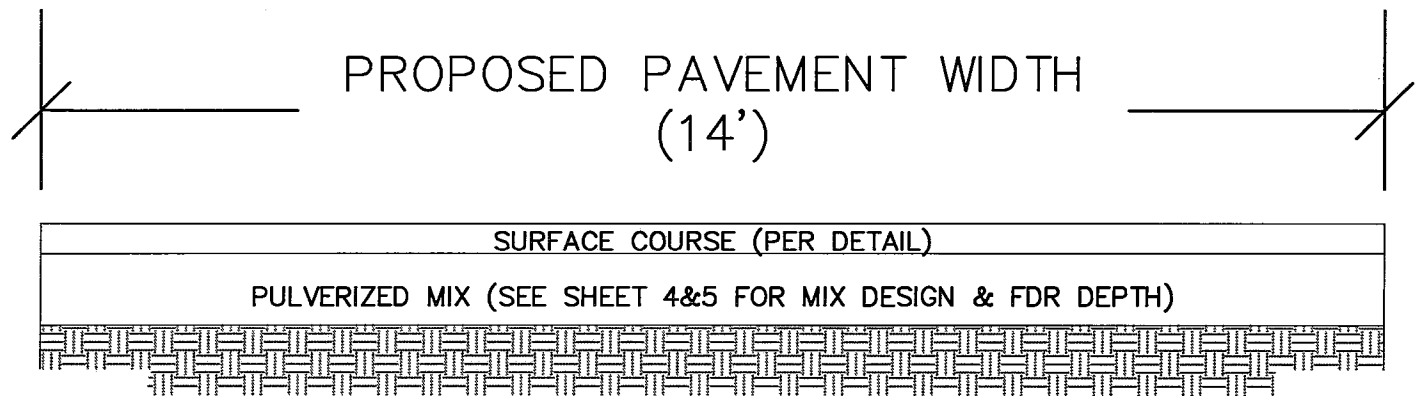 PROPOSED PAVEMENT WIDTH
(14')
SURFACE COURSE (PER DETAIL)
PULVERIZED MIX (SEE SHEET 4&5 FOR MIX DESIGN & FDR DEPTH)